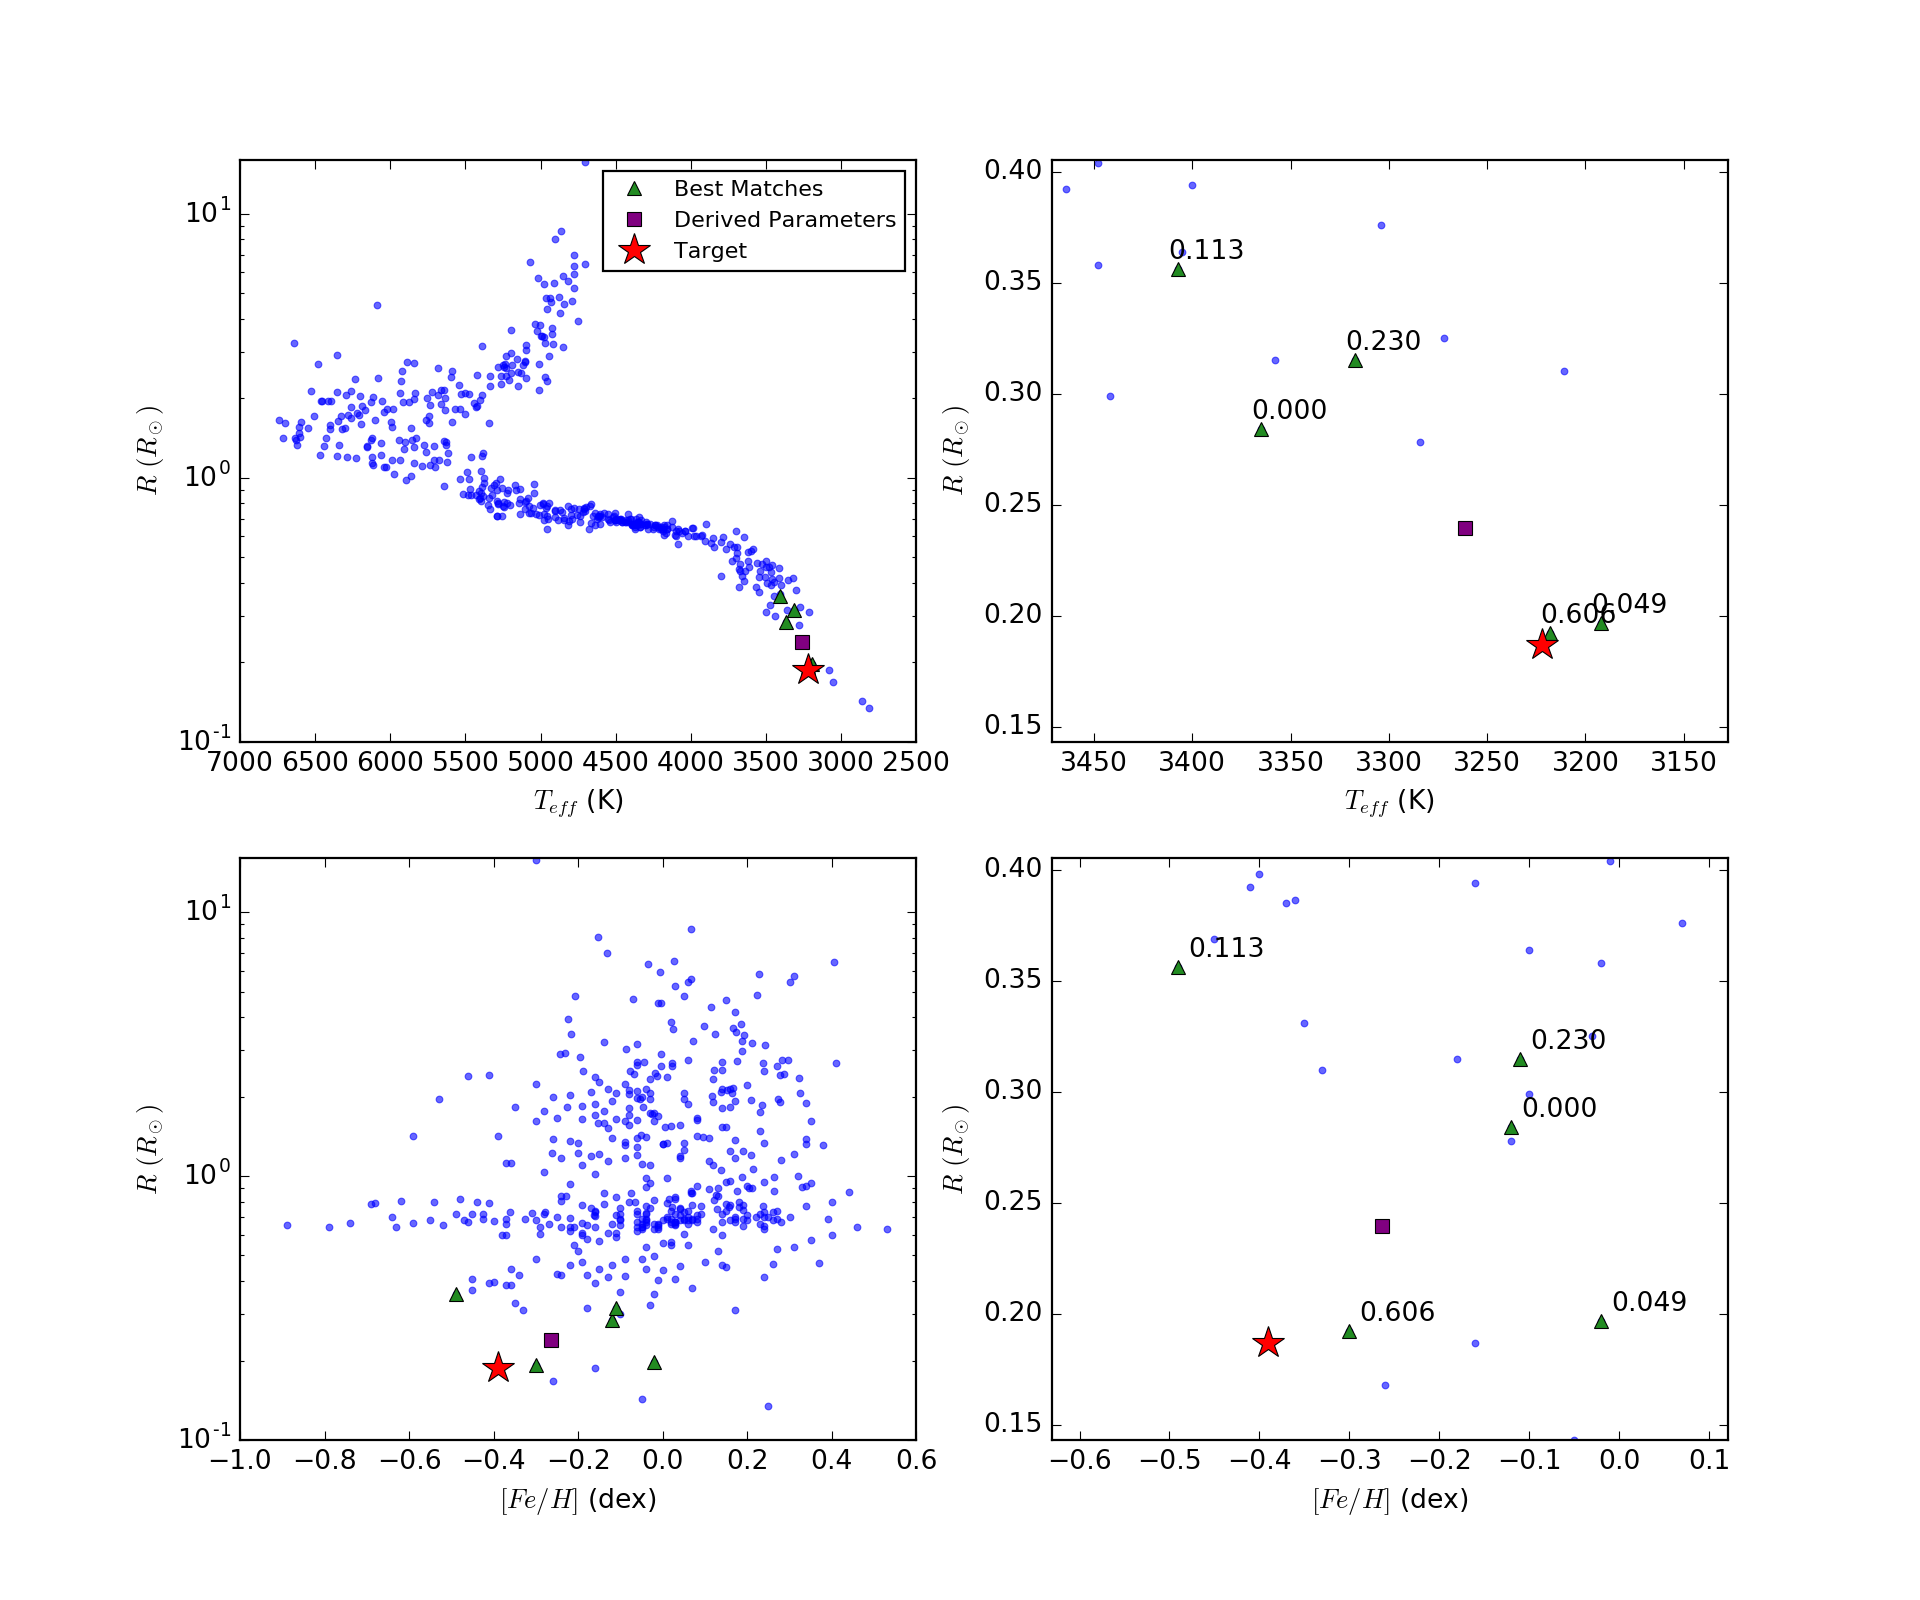 Best Matches
Derived Parameters
Target
10^1
10^0
10^-1
R (R_⊙)
7000 6500 6000 5500 5000 4500 4000 3500 3000 2500
T_eff (K)
0.40
0.35
0.30
0.25
0.20
0.15
R (R_⊙)
0.113
0.230
0.000
0.606
0.049
3450 3400 3350 3300 3250 3200 3150
T_eff (K)
10^1
10^0
10^-1
R (R_⊙)
−1.0 −0.8 −0.6 −0.4 −0.2 0.0 0.2 0.4 0.6
[Fe/H] (dex)
0.40
0.35
0.30
0.25
0.20
0.15
R (R_⊙)
0.113
0.230
0.000
0.606
0.049
−0.6 −0.5 −0.4 −0.3 −0.2 −0.1 0.0 0.1
[Fe/H] (dex)